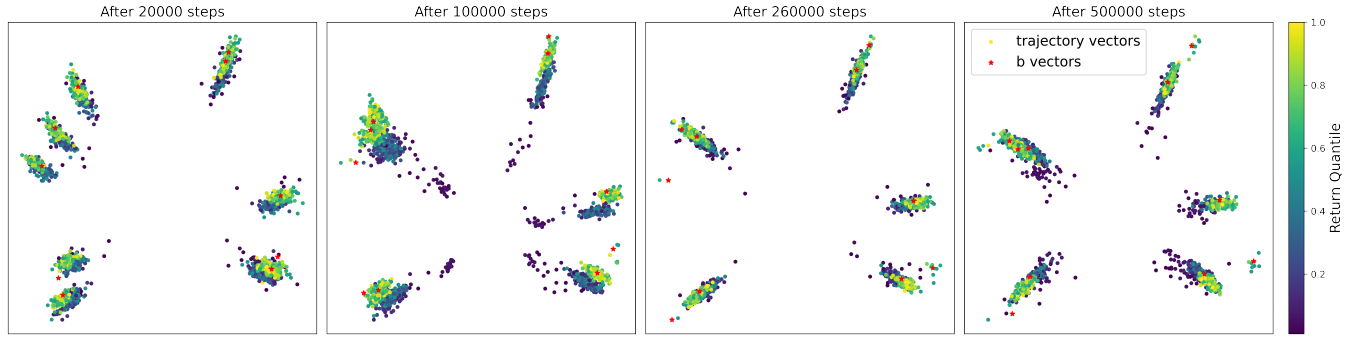 After 20000 steps
After 100000 steps
After 260000 steps
After 500000 steps
trajectory vectors
b vectors
1.0
0.8
0.6
0.4
0.2
Return Quantile